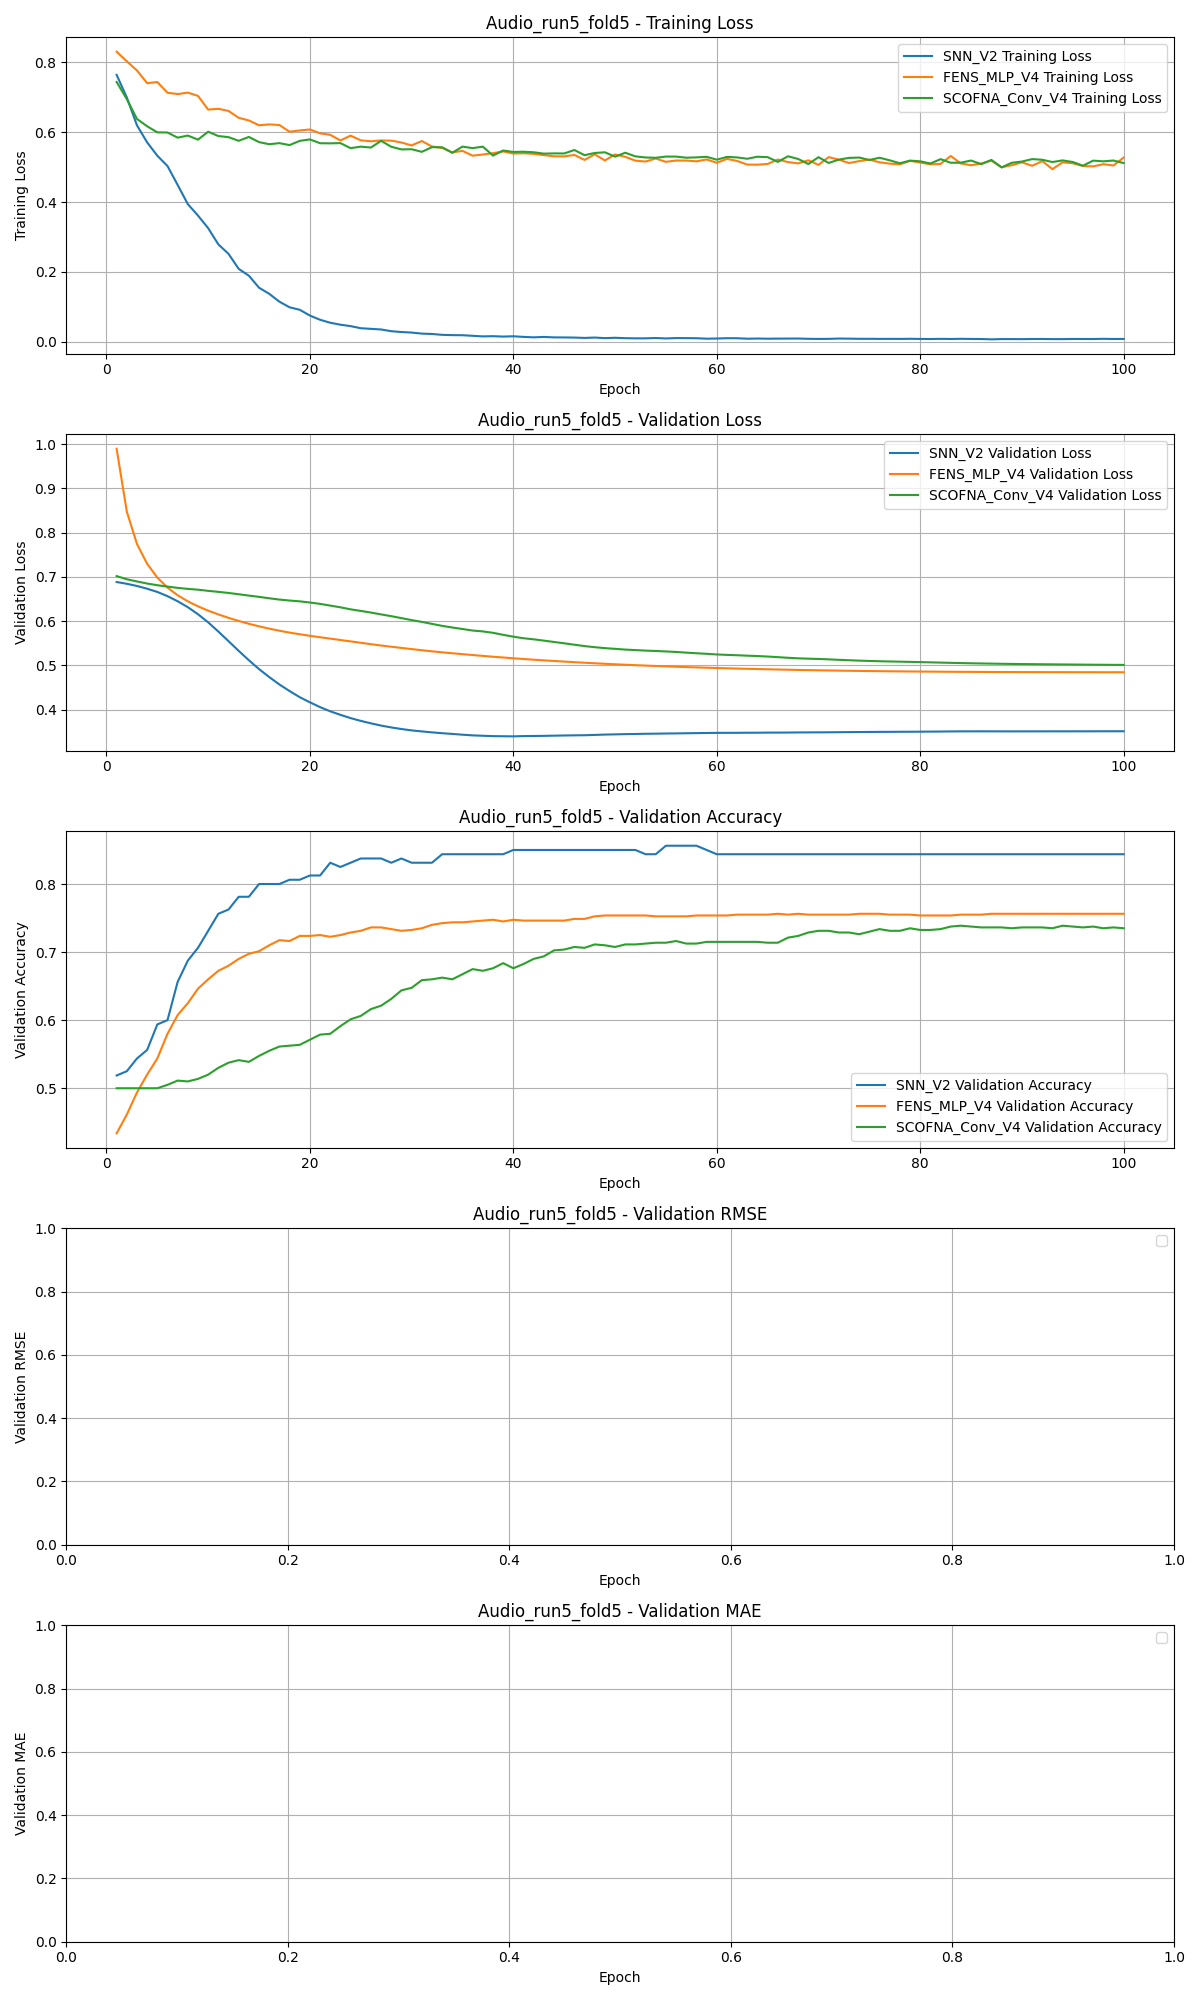 Audio_run5_fold5 - Training Loss
0.8
0.6
0.4
0.2
0.0
Training Loss
SNN_V2 Training Loss
FENS_MLP_V4 Training Loss
SCOFNA_Conv_V4 Training Loss
0 20 40 60 80 100
Epoch
Audio_run5_fold5 - Validation Loss
1.0
0.9
0.8
0.7
0.6
0.5
0.4
Validation Loss
SNN_V2 Validation Loss
FENS_MLP_V4 Validation Loss
SCOFNA_Conv_V4 Validation Loss
0 20 40 60 80 100
Epoch
Audio_run5_fold5 - Validation Accuracy
0.8
0.7
0.6
0.5
Validation Accuracy
SNN_V2 Validation Accuracy
FENS_MLP_V4 Validation Accuracy
SCOFNA_Conv_V4 Validation Accuracy
0 20 40 60 80 100
Epoch
Audio_run5_fold5 - Validation RMSE
1.0
0.8
0.6
0.4
0.2
0.0
Validation RMSE
0.0 0.2 0.4 0.6 0.8 1.0
Epoch
Audio_run5_fold5 - Validation MAE
1.0
0.8
0.6
0.4
0.2
0.0
Validation MAE
0.0 0.2 0.4 0.6 0.8 1.0
Epoch